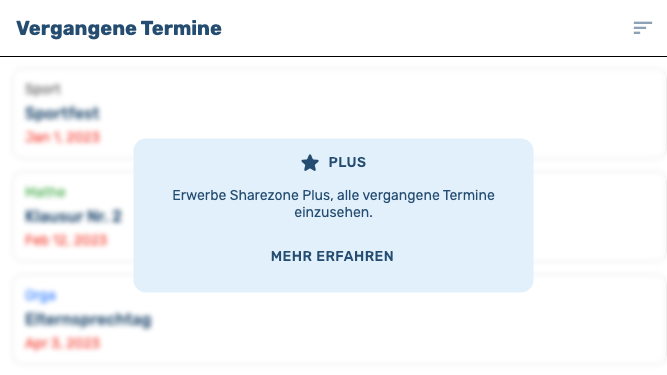 Vergangene Termine
Sport
Sportfest
Jan 1, 2023
PLUS
Erwerbe Sharezone Plus, alle vergangene Termine
einzusehen.
MEHR ERFAHREN
Mathe
Klausur Nr. 2
Feb 12, 2023
Orga
Elternsprechtag
Apr 3, 2023